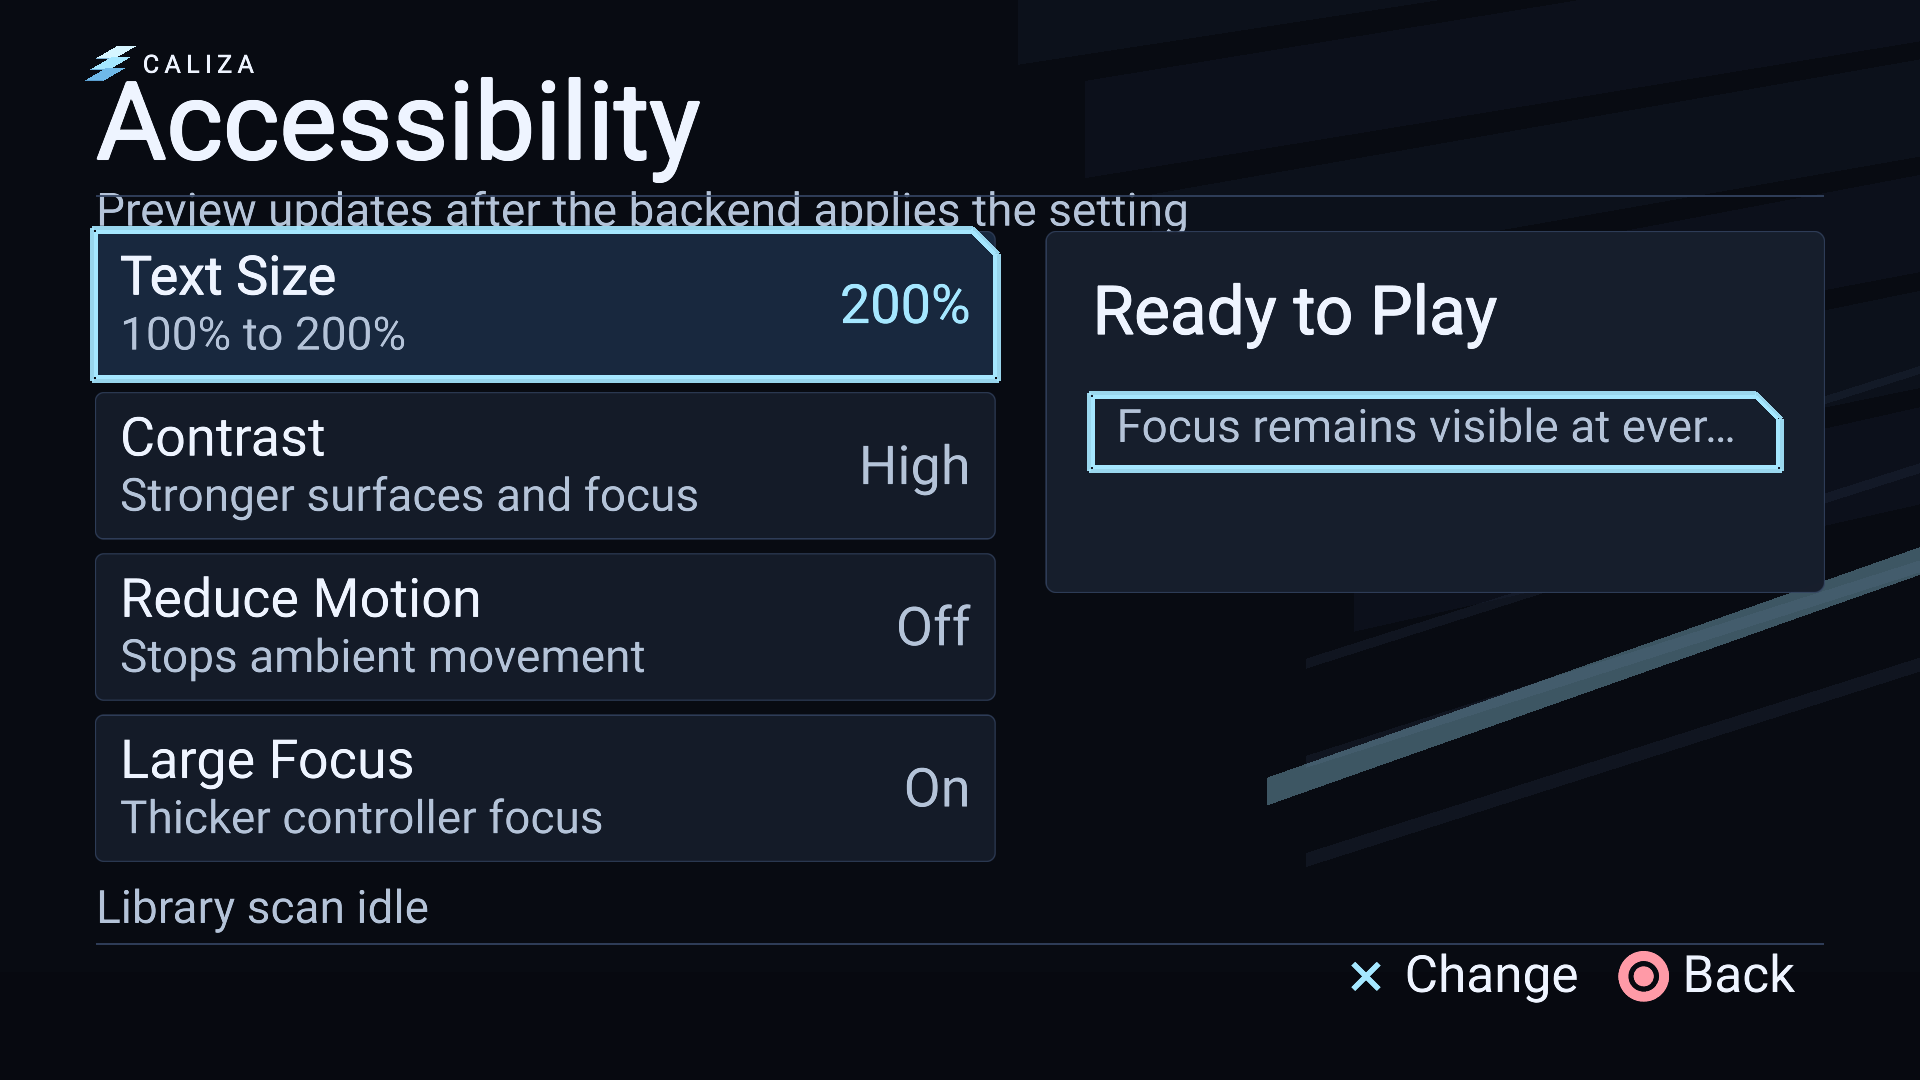 CALIZA
Accessibility
Preview updates after the backend applies the setting
Text Size
100% to 200%
200%
Contrast
Stronger surfaces and focus
High
Reduce Motion
Stops ambient movement
Off
Large Focus
Thicker controller focus
On
Ready to Play
Focus remains visible at ever...
Library scan idle
Change
Back